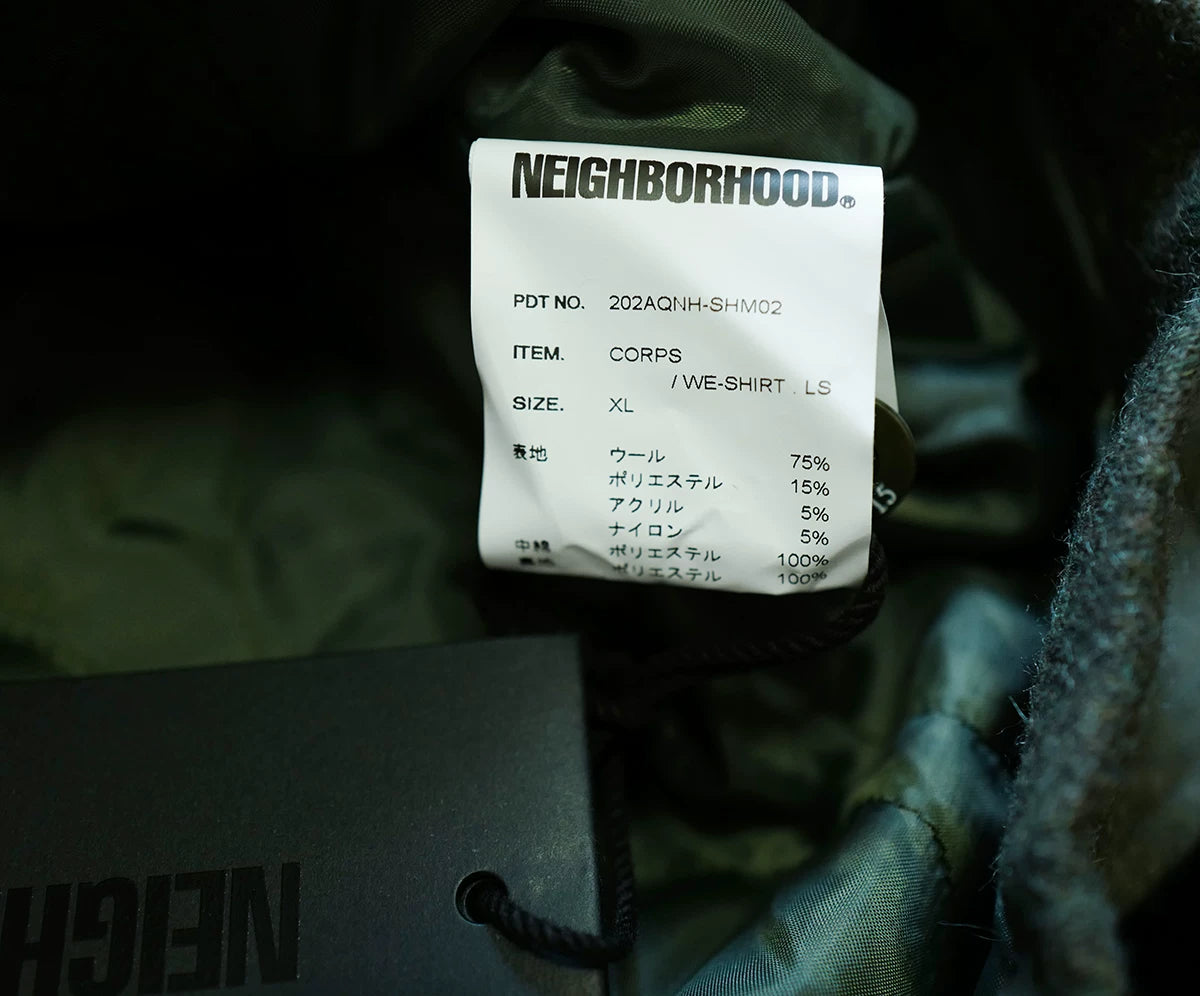 NEIGHBORHOOD®
PDT NO. 202AQNH-SHM02
ITEM. CORPS
/ WE-SHIRT . LS
SIZE. XL
表地 ウール 75%
ポリエステル 15%
アクリル 5%
ナイロン 5%
中綿 ポリエステル 100%
ポリエステル 100%
15
NEIGH